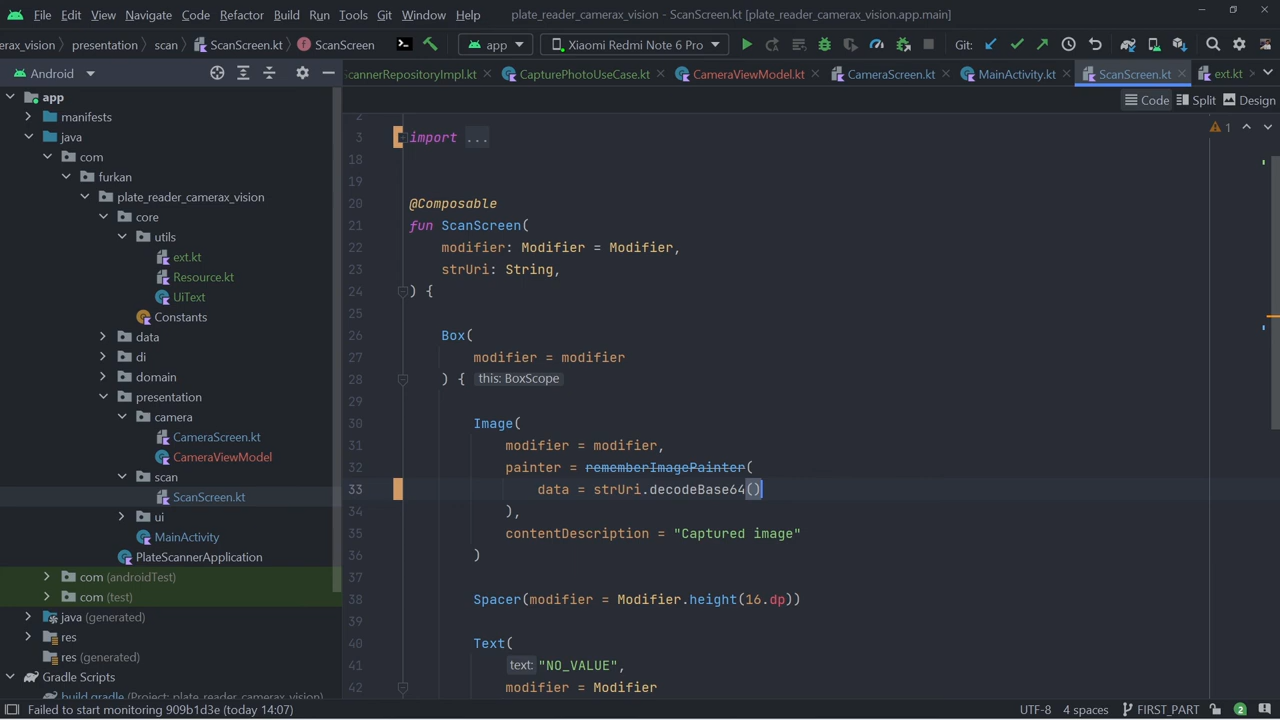 File Edit View Navigate Code Refactor Build Run Tools Git Window Help plate_reader_camerax_vision - ScanScreen.kt [plate_reader_camerax_vision.app.main]
erax_vision presentation scan ScanScreen.kt ScanScreen app Xiaomi Redmi Note 6 Pro Git:
Android
ScannerRepositoryImpl.kt CapturePhotoUseCase.kt CameraViewModel.kt CameraScreen.kt MainActivity.kt ScanScreen.kt ext.kt
Code Split Design
app
manifests
java
com
furkan
plate_reader_camerax_vision
core
utils
ext.kt
Resource.kt
UiText
Constants
data
di
domain
presentation
camera
CameraScreen.kt
CameraViewModel
scan
ScanScreen.kt
ui
MainActivity
PlateScannerApplication
com (androidTest)
com (test)
java (generated)
res
res (generated)
Gradle Scripts
build.gradle (Project: plate_reader_camerax_vision)
2
3 import ...
18
19
20 @Composable
21 fun ScanScreen(
22 modifier: Modifier = Modifier,
23 strUri: String,
24 ) {
25
26 Box(
27 modifier = modifier
28 ) { this: BoxScope
29
30 Image(
31 modifier = modifier,
32 painter = rememberImagePainter(
33 data = strUri.decodeBase64()
34 ),
35 contentDescription = "Captured image"
36 )
37
38 Spacer(modifier = Modifier.height(16.dp))
39
40 Text(
41 text: "NO_VALUE",
42 modifier = Modifier
1
Failed to start monitoring 909b1d3e (today 14:07) UTF-8 4 spaces FIRST_PART 2